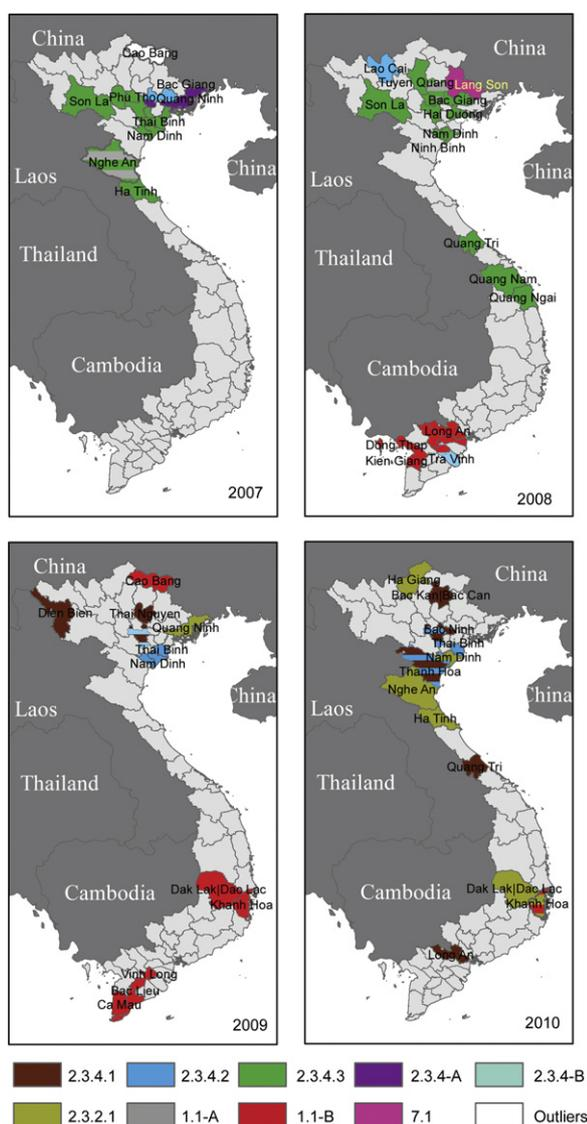 China
Cao Bang
Bac Giang
Son La
Phu Tho
Quang Ninh
Thai Binh
Nam Dinh
Nghe An
Laos
China
Ha Tinh
Thailand
Cambodia
2007
China
Lao Cai
Tuyen Quang
Lang Son
Son La
Bac Giang
Hai Duong
Nam Dinh
Ninh Binh
Laos
China
Quang Tri
Thailand
Quang Nam
Quang Ngai
Cambodia
Long An
Dong Thap
Kien Giang
Tra Vinh
2008
China
Cao Bang
Dien Bien
Thai Nguyen
Quang Ninh
Thai Binh
Nam Dinh
Laos
China
Thailand
Cambodia
Dak Lak|Dac Lac
Khanh Hoa
Vinh Long
Bac Lieu
Ca Mau
2009
China
Ha Giang
Bac Kan|Bac Can
Bac Ninh
Thai Binh
Nam Dinh
Thanh Hoa
Nghe An
Laos
China
Ha Tinh
Quang Tri
Thailand
Cambodia
Dak Lak|Dac Lac
Khanh Hoa
Long An
2010
2.3.4.1 2.3.4.2 2.3.4.3 2.3.4-A 2.3.4-B
2.3.2.1 1.1-A 1.1-B 7.1 Outliers